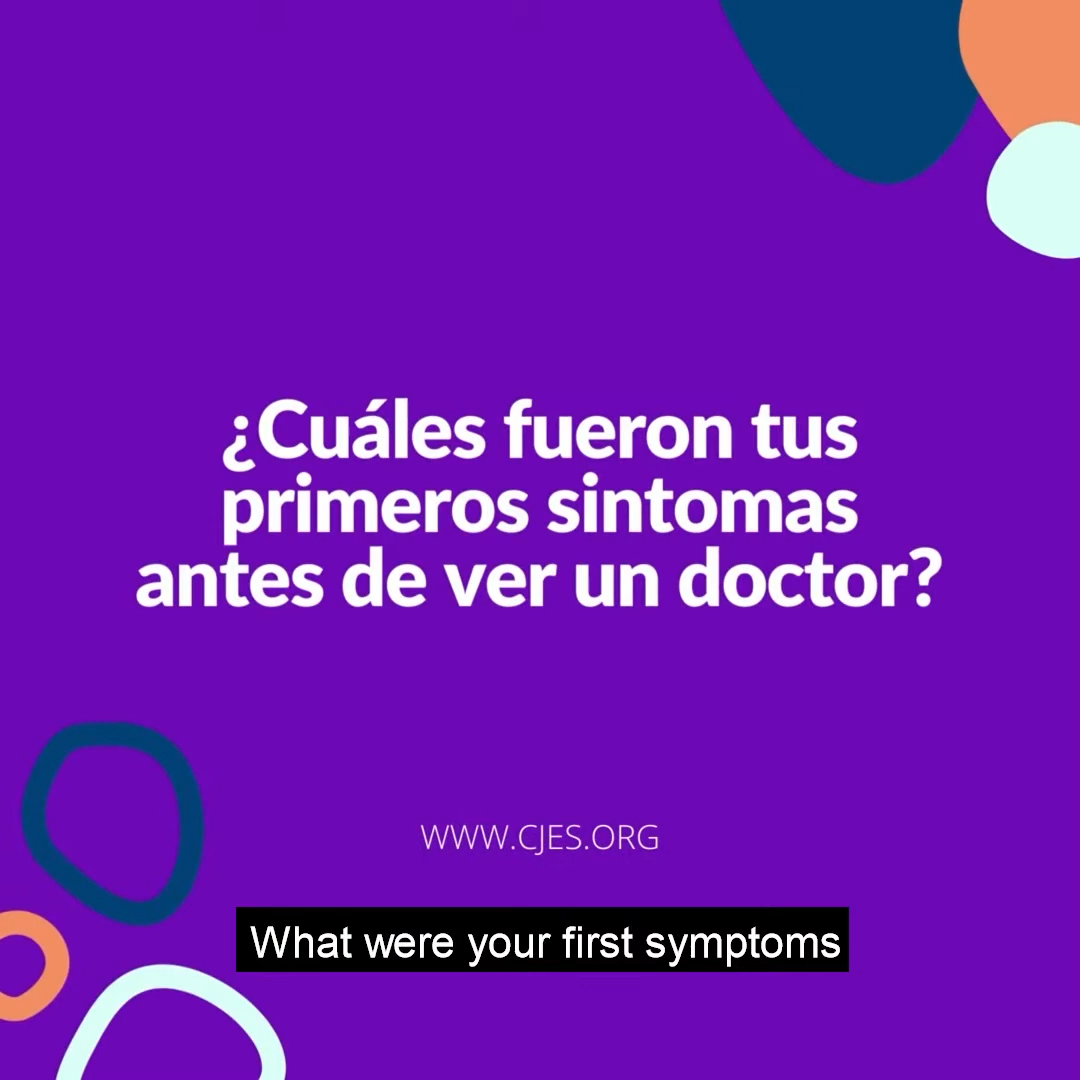 ¿Cuáles fueron tus
primeros sintomas
antes de ver un doctor?
WWW.CJES.ORG
What were your first symptoms